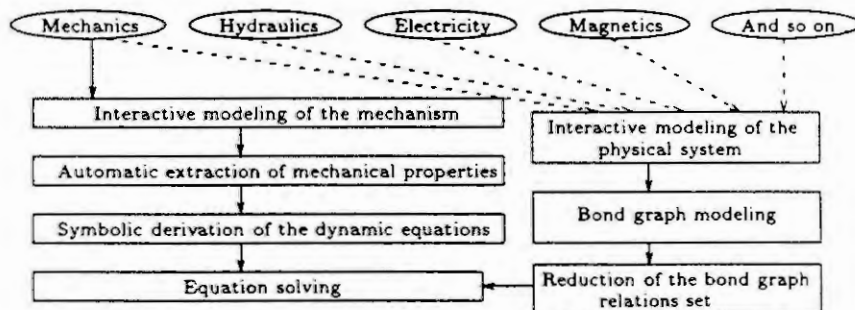 Mechanics
Hydraulics
Electricity
Magnetics
And so on
Interactive modeling of the mechanism
Automatic extraction of mechanical properties
Symbolic derivation of the dynamic equations
Equation solving
Interactive modeling of the
physical system
Bond graph modeling
Reduction of the bond graph
relations set